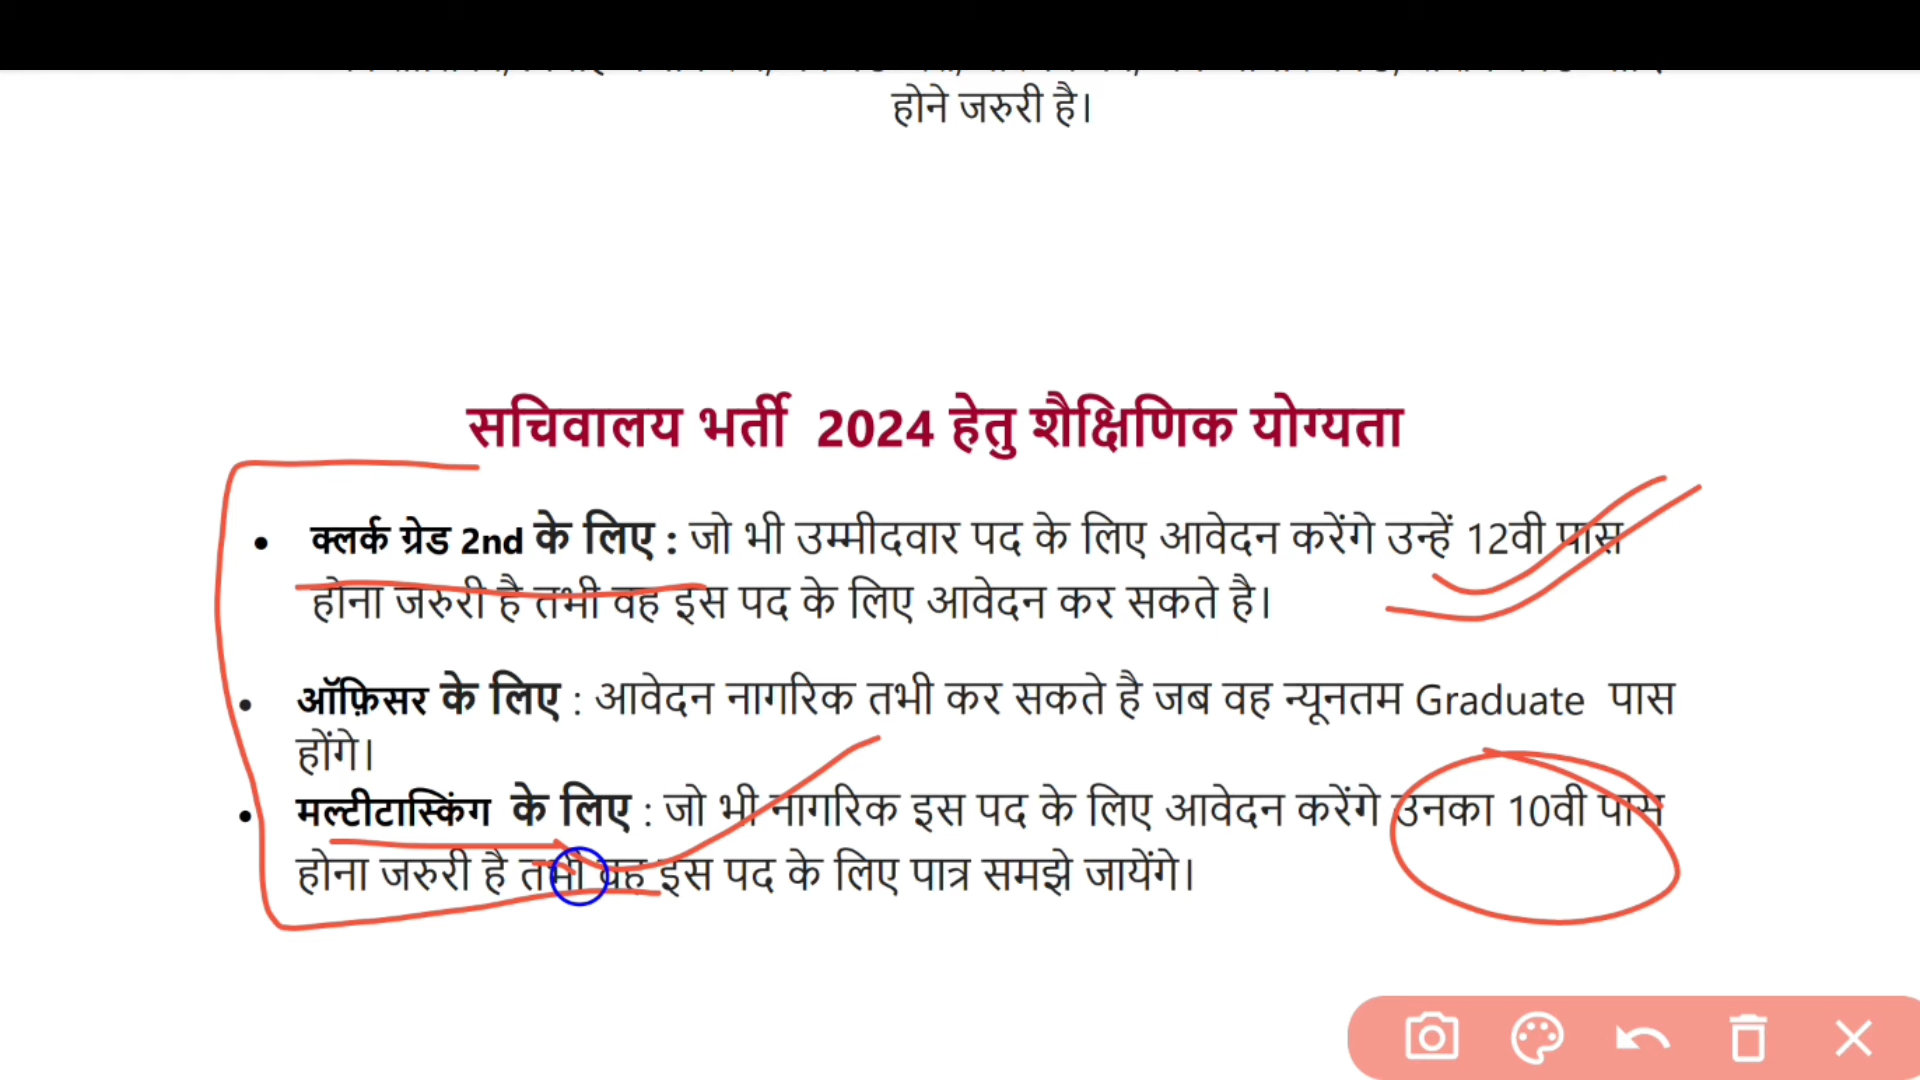 होने जरुरी है।
सचिवालय भर्ती 2024 हेतु शैक्षिणिक योग्यता
• क्लर्क ग्रेड 2nd के लिए : जो भी उम्मीदवार पद के लिए आवेदन करेंगे उन्हें 12वी पास
होना जरुरी है तभी वह इस पद के लिए आवेदन कर सकते है।
• ऑफ़िसर के लिए : आवेदन नागरिक तभी कर सकते है जब वह न्यूनतम Graduate पास
होंगे।
• मल्टीटास्किंग के लिए : जो भी नागरिक इस पद के लिए आवेदन करेंगे उनका 10वी पास
होना जरुरी है तभी वह इस पद के लिए पात्र समझे जायेंगे।